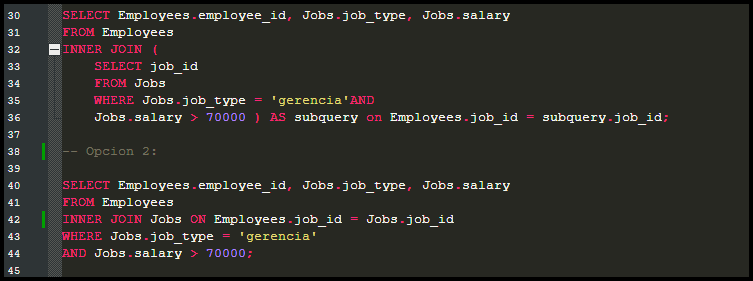 30 SELECT Employees.employee_id, Jobs.job_type, Jobs.salary
31 FROM Employees
32 INNER JOIN (
33     SELECT job_id
34     FROM Jobs
35     WHERE Jobs.job_type = 'gerencia'AND
36     Jobs.salary > 70000 ) AS subquery on Employees.job_id = subquery.job_id;
37
38 -- Opcion 2:
39
40 SELECT Employees.employee_id, Jobs.job_type, Jobs.salary
41 FROM Employees
42 INNER JOIN Jobs ON Employees.job_id = Jobs.job_id
43 WHERE Jobs.job_type = 'gerencia'
44 AND Jobs.salary > 70000;
45